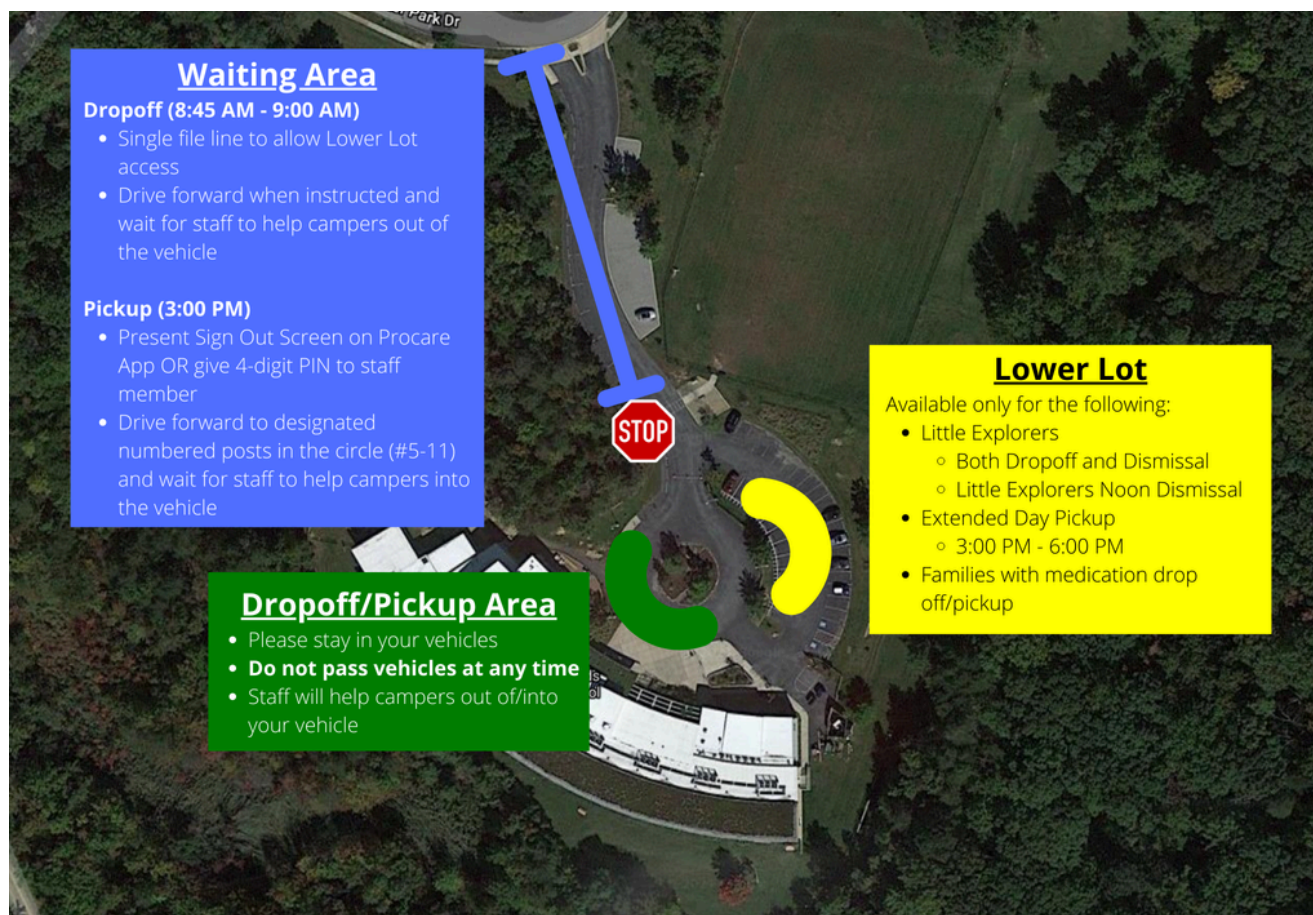 Park Dr
Waiting Area
Dropoff (8:45 AM - 9:00 AM)
• Single file line to allow Lower Lot
access
• Drive forward when instructed and
wait for staff to help campers out of
the vehicle
Pickup (3:00 PM)
• Present Sign Out Screen on Procare
App OR give 4-digit PIN to staff
member
• Drive forward to designated
numbered posts in the circle (#5-11)
and wait for staff to help campers into
the vehicle
STOP
Lower Lot
Available only for the following:
• Little Explorers
◦ Both Dropoff and Dismissal
◦ Little Explorers Noon Dismissal
• Extended Day Pickup
◦ 3:00 PM - 6:00 PM
• Families with medication drop
off/pickup
Dropoff/Pickup Area
• Please stay in your vehicles
• Do not pass vehicles at any time
• Staff will help campers out of/into
your vehicle